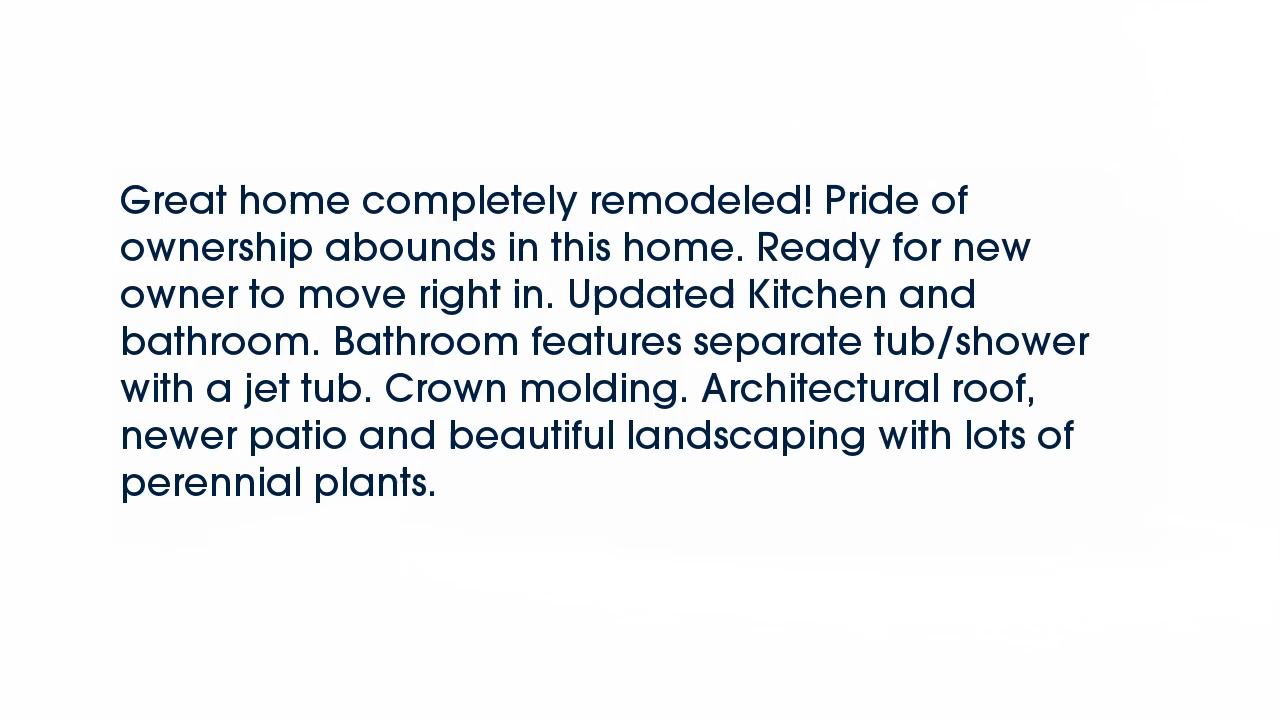 Great home completely remodeled! Pride of
ownership abounds in this home. Ready for new
owner to move right in. Updated Kitchen and
bathroom. Bathroom features separate tub/shower
with a jet tub. Crown molding. Architectural roof,
newer patio and beautiful landscaping with lots of
perennial plants.